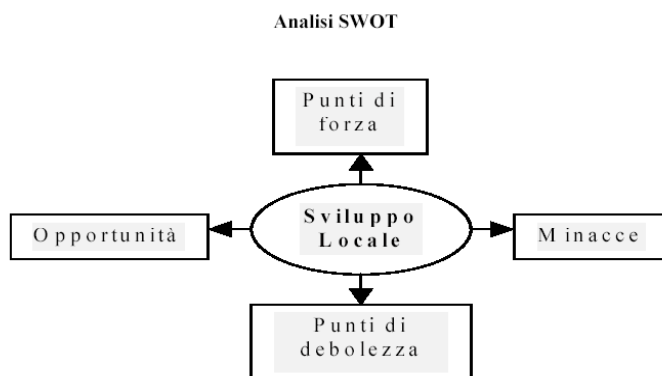 Analisi SWOT
Punti di
forza
Opportunità
Sviluppo
Locale
Minacce
Punti di
debolezza